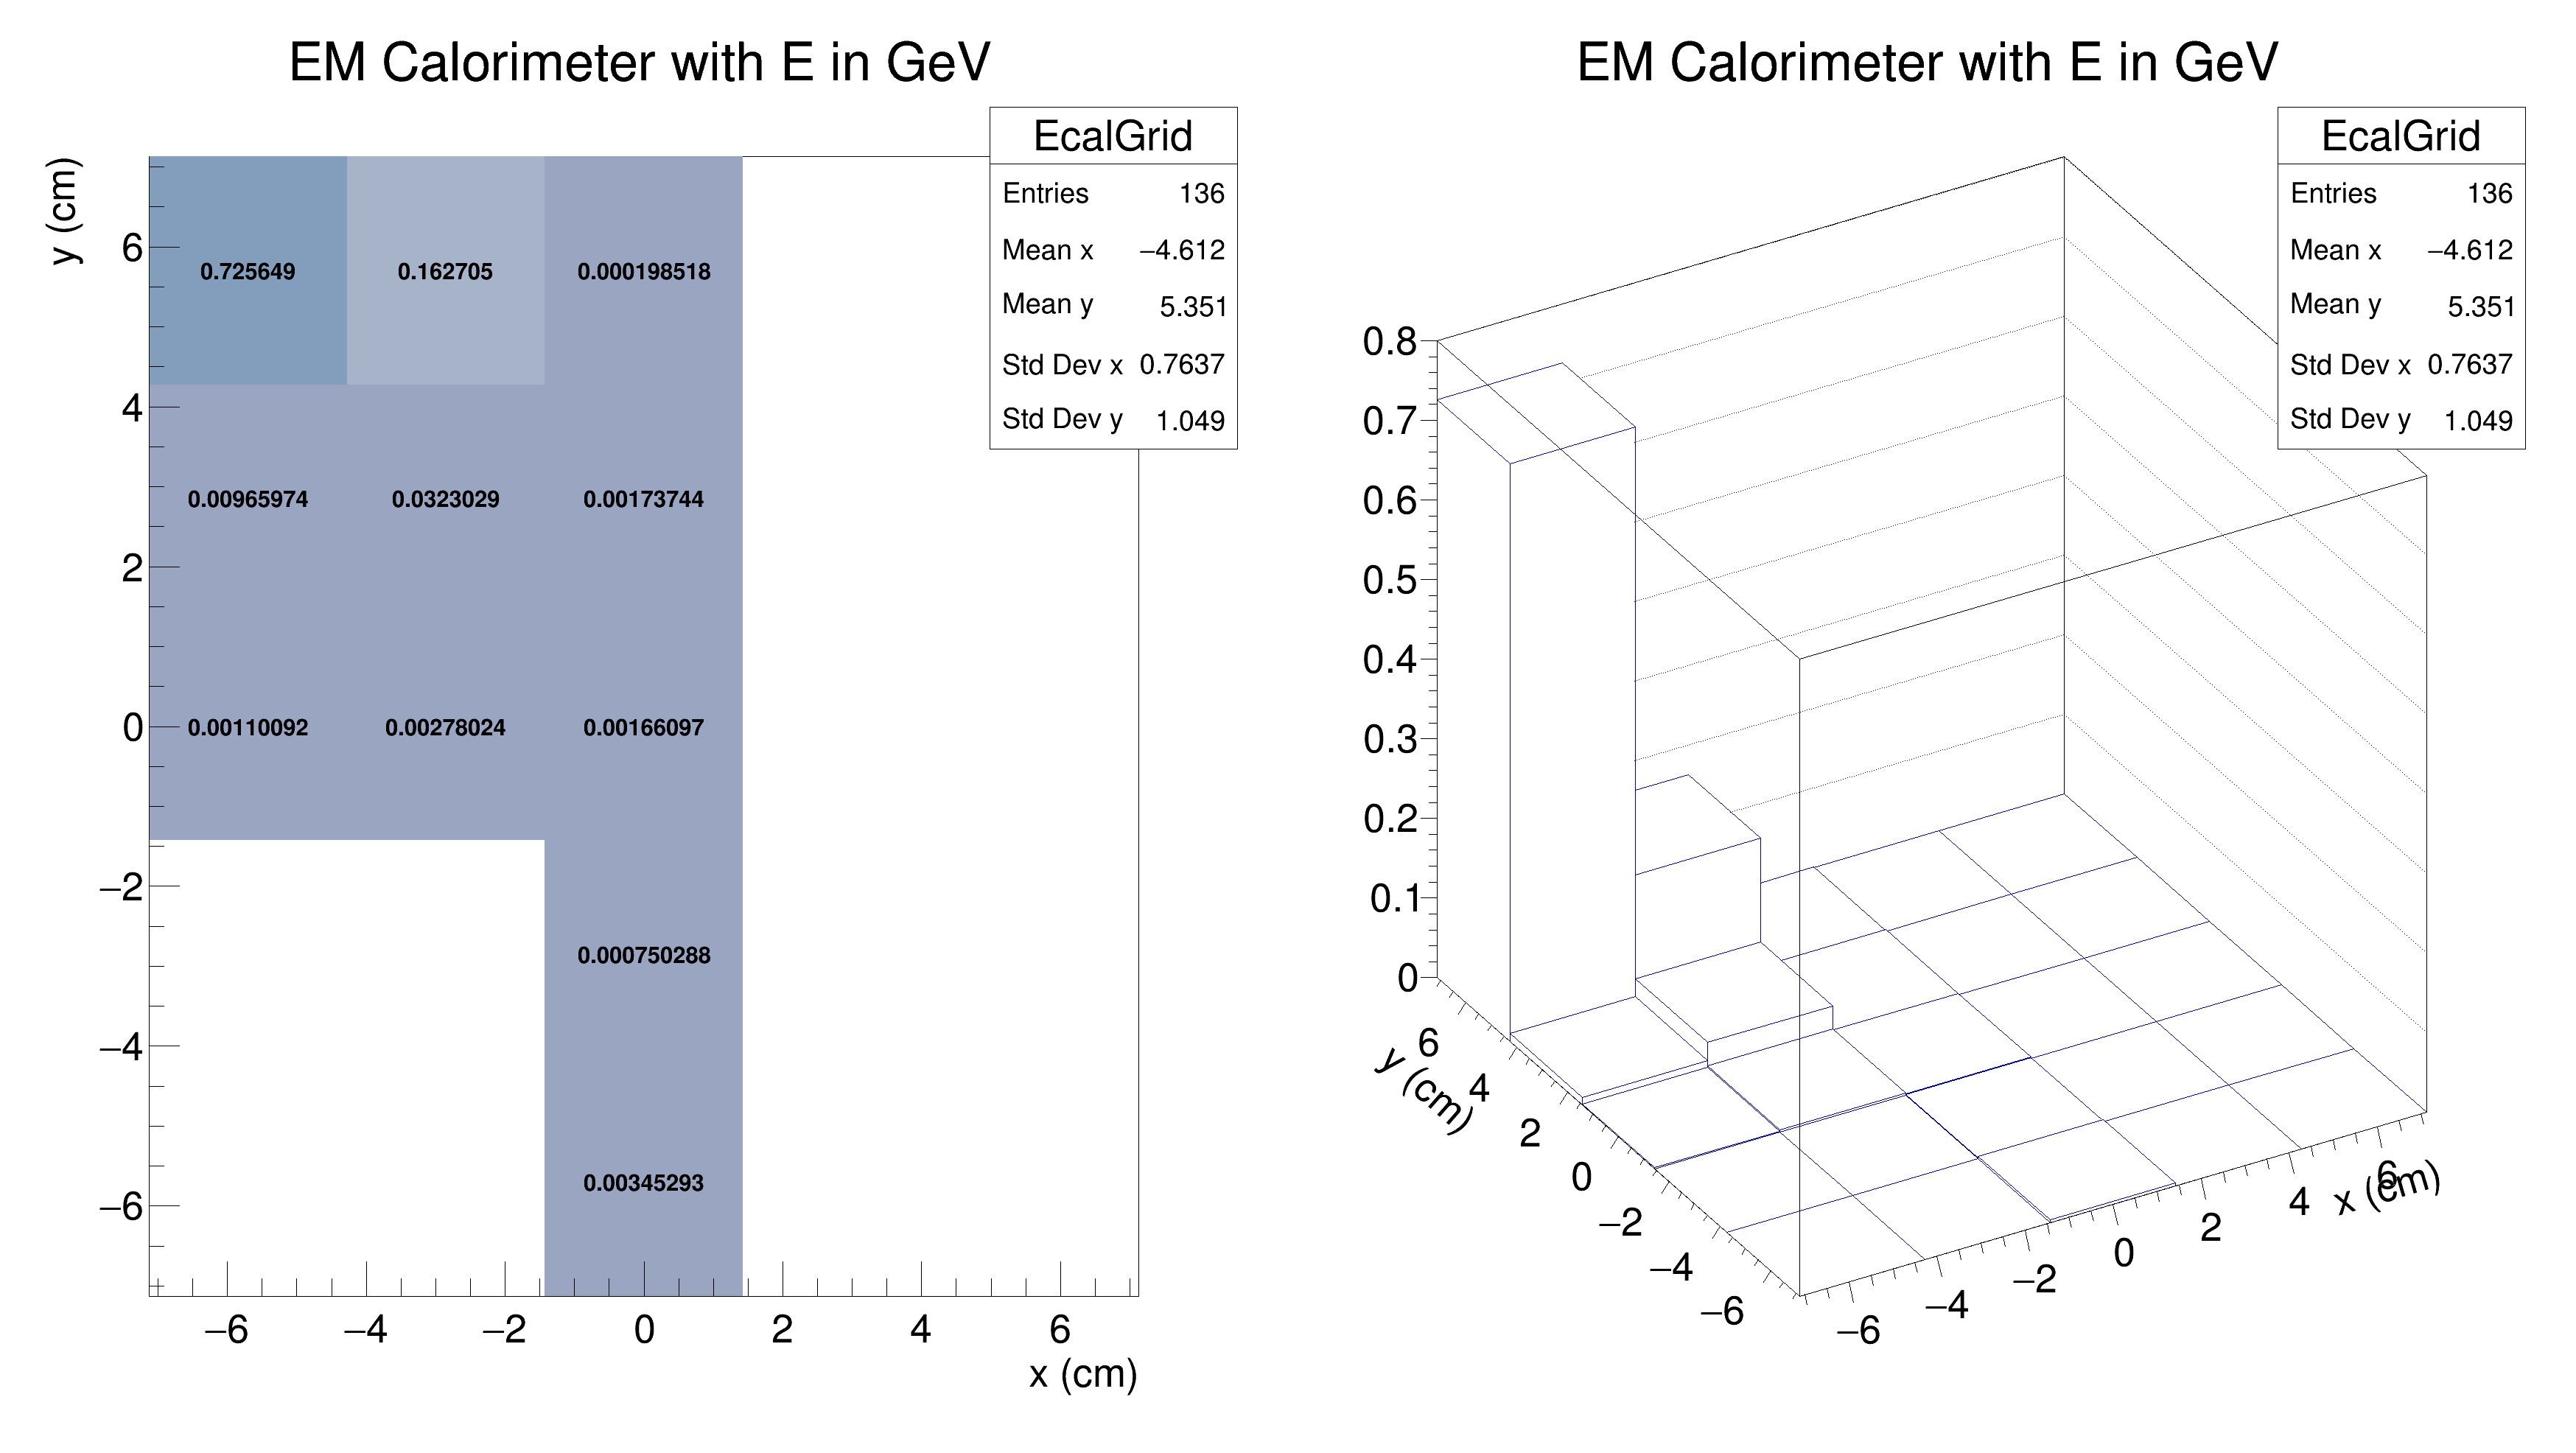 EM Calorimeter with E in GeV
EcalGrid
Entries 136
Mean x −4.612
Mean y 5.351
Std Dev x 0.7637
Std Dev y 1.049
y (cm)
6
4
2
0
−2
−4
−6
0.725649 0.162705 0.000198518
0.00965974 0.0323029 0.00173744
0.00110092 0.00278024 0.00166097
0.000750288
0.00345293
−6 −4 −2 0 2 4 6
x (cm)
EM Calorimeter with E in GeV
EcalGrid
Entries 136
Mean x −4.612
Mean y 5.351
Std Dev x 0.7637
Std Dev y 1.049
0.8
0.7
0.6
0.5
0.4
0.3
0.2
0.1
0
y (cm)
6
4
2
0
−2
−4
−6
−6 −4 −2 0 2 4 6
x (cm)